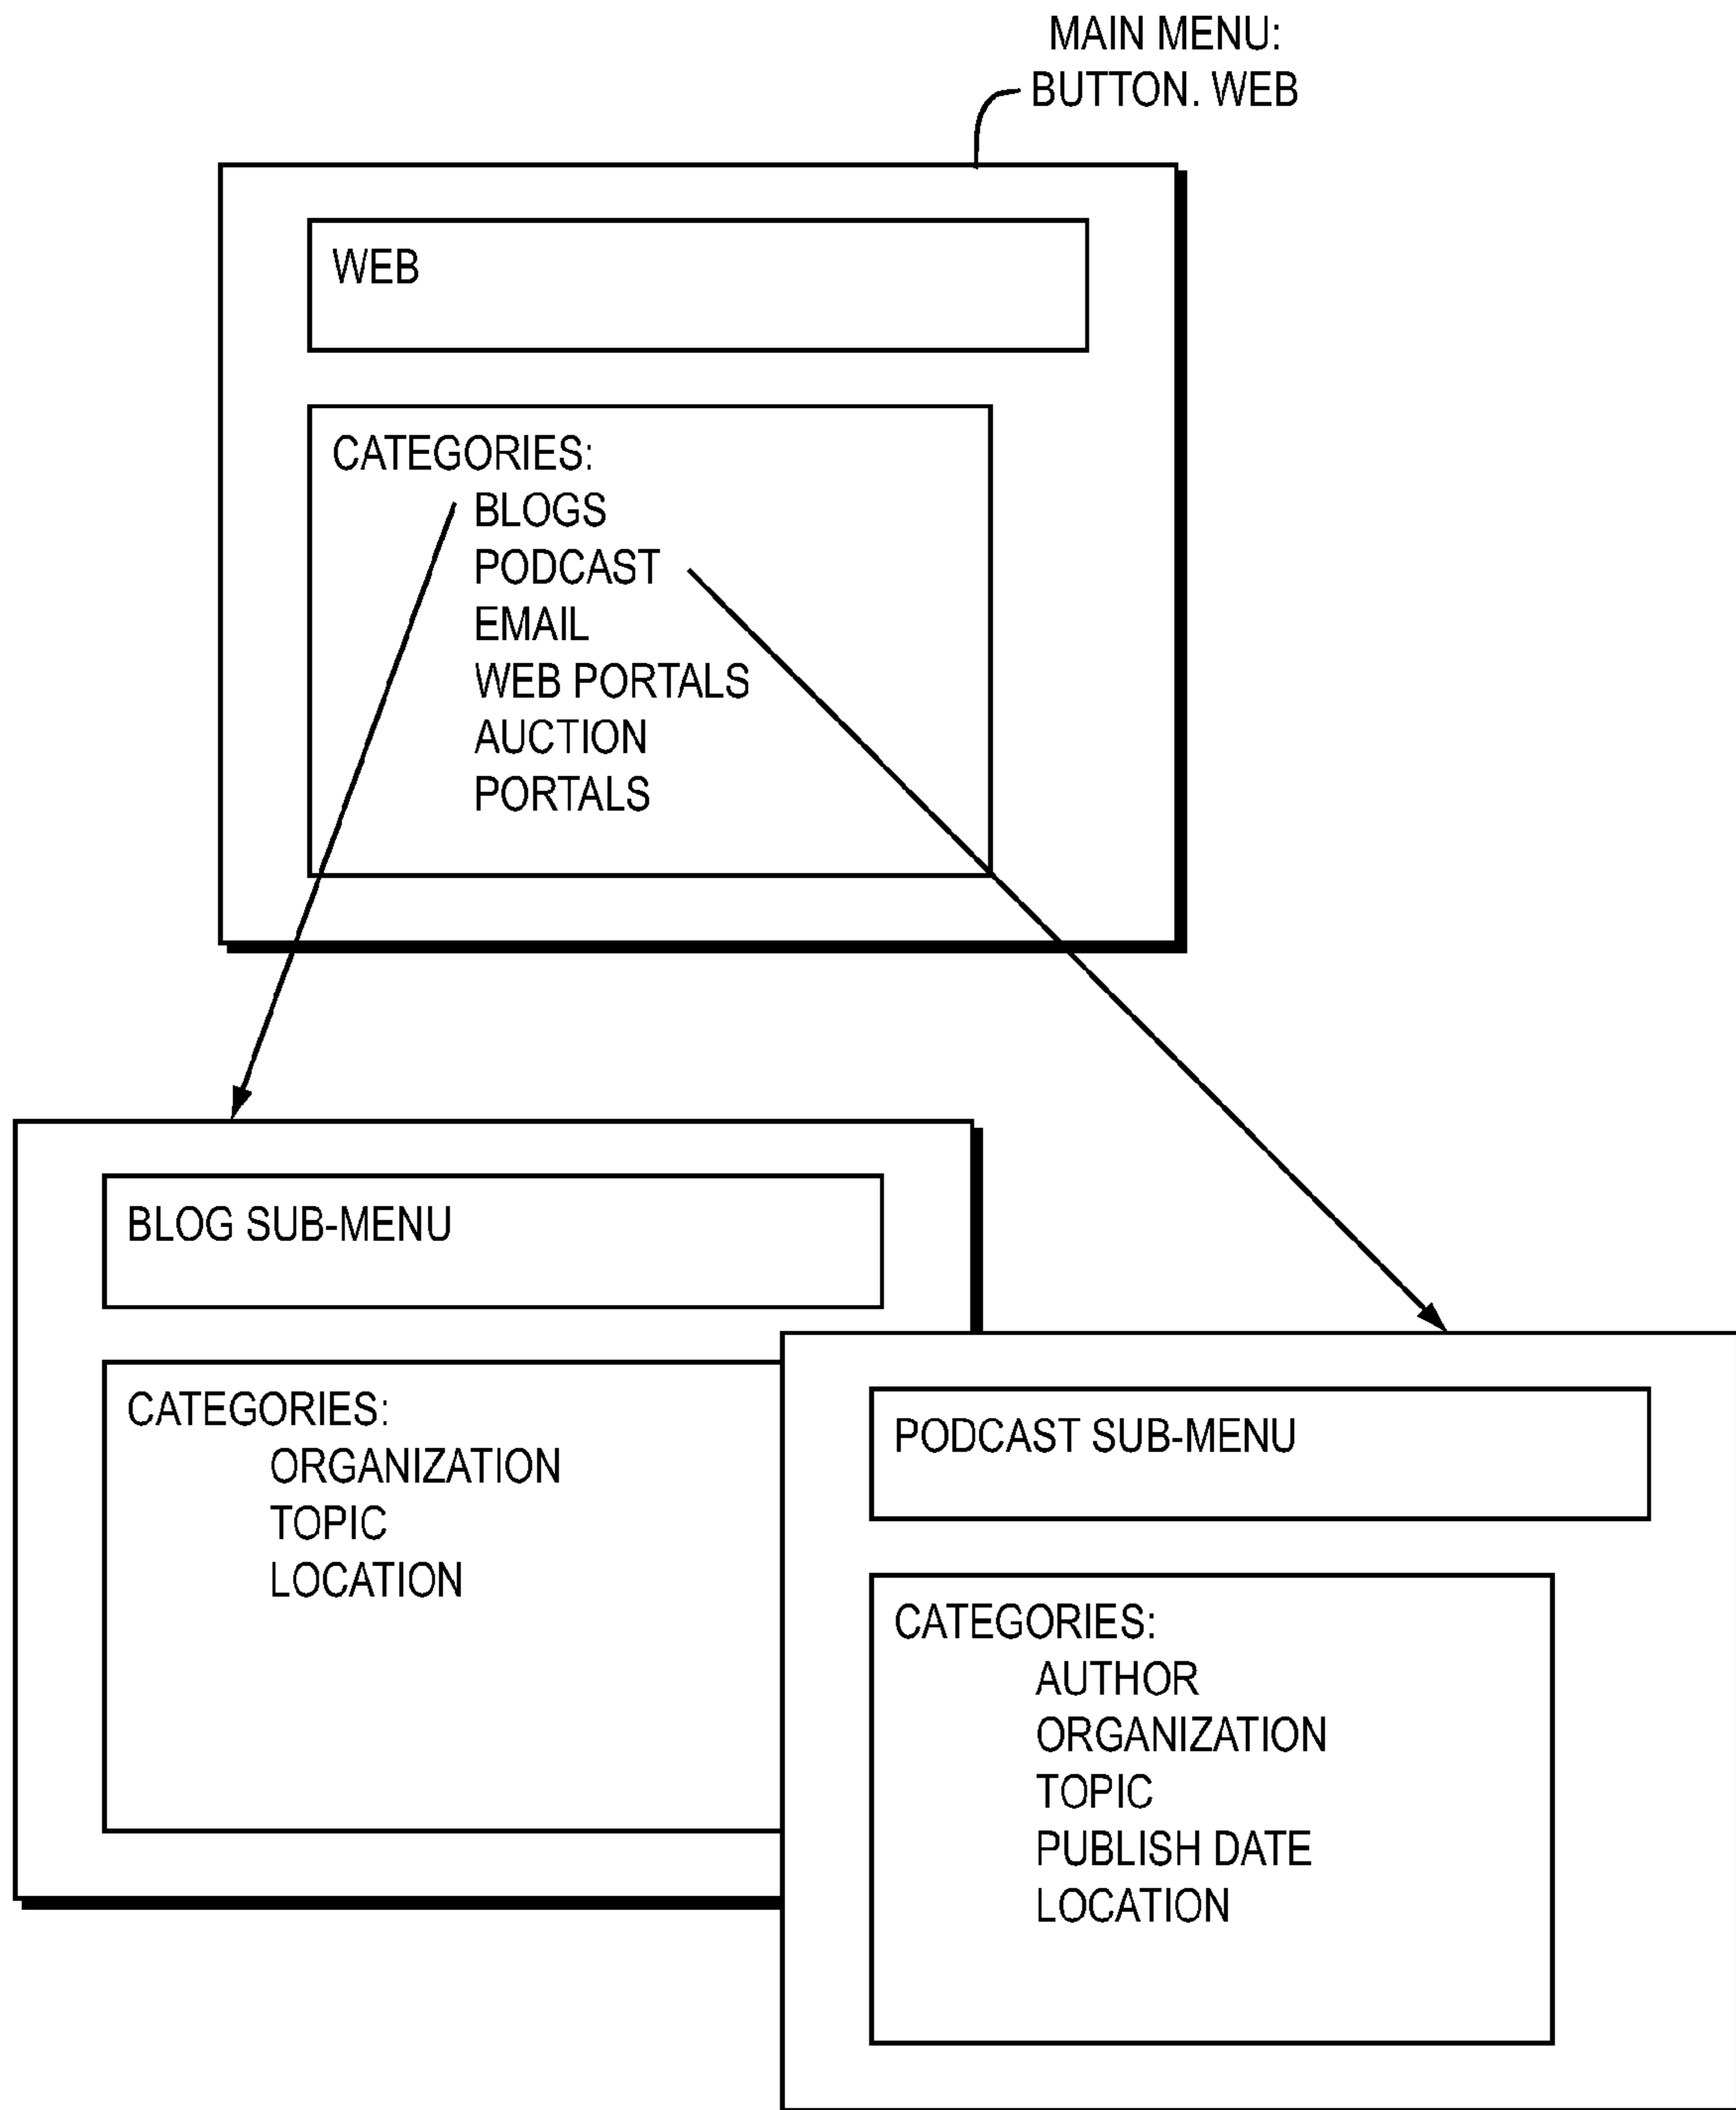 MAIN MENU:
BUTTON. WEB
WEB
CATEGORIES:
BLOGS
PODCAST
EMAIL
WEB PORTALS
AUCTION
PORTALS
BLOG SUB-MENU
CATEGORIES:
ORGANIZATION
TOPIC
LOCATION
PODCAST SUB-MENU
CATEGORIES:
AUTHOR
ORGANIZATION
TOPIC
PUBLISH DATE
LOCATION